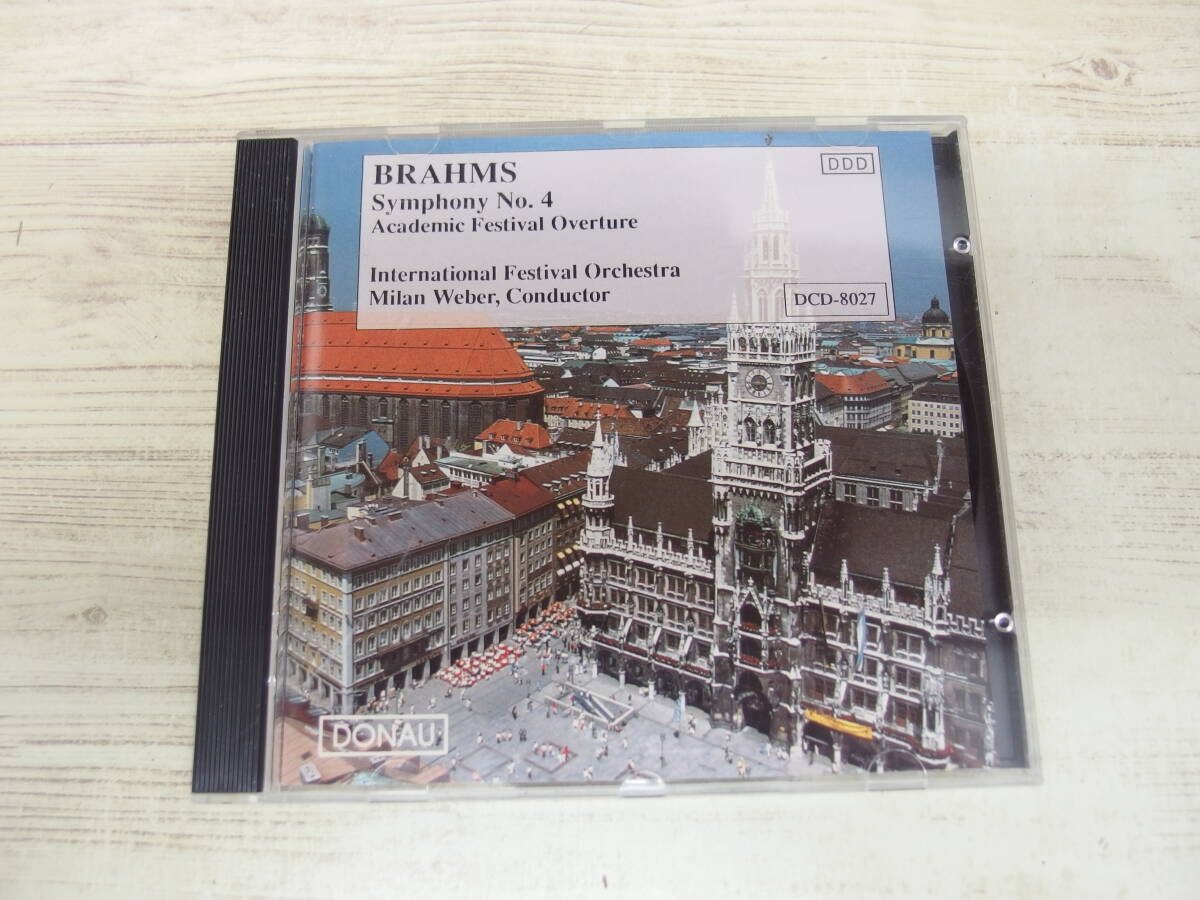 BRAHMS
DDD
Symphony No. 4
Academic Festival Overture
International Festival Orchestra
Milan Weber, Conductor
DCD-8027
DONAU